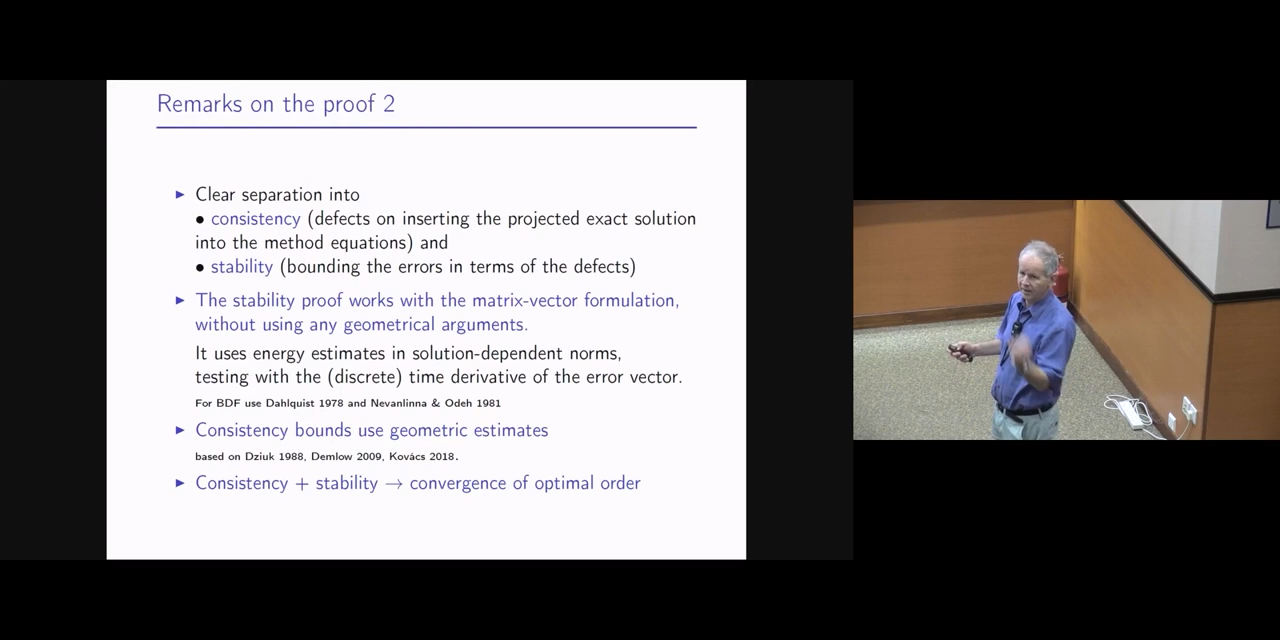 Remarks on the proof 2
▶ Clear separation into
● consistency (defects on inserting the projected exact solution
into the method equations) and
● stability (bounding the errors in terms of the defects)
▶ The stability proof works with the matrix-vector formulation,
without using any geometrical arguments.
It uses energy estimates in solution-dependent norms,
testing with the (discrete) time derivative of the error vector.
For BDF use Dahlquist 1978 and Nevanlinna & Odeh 1981
▶ Consistency bounds use geometric estimates
based on Dziuk 1988, Demlow 2009, Kovács 2018.
▶ Consistency + stability → convergence of optimal order